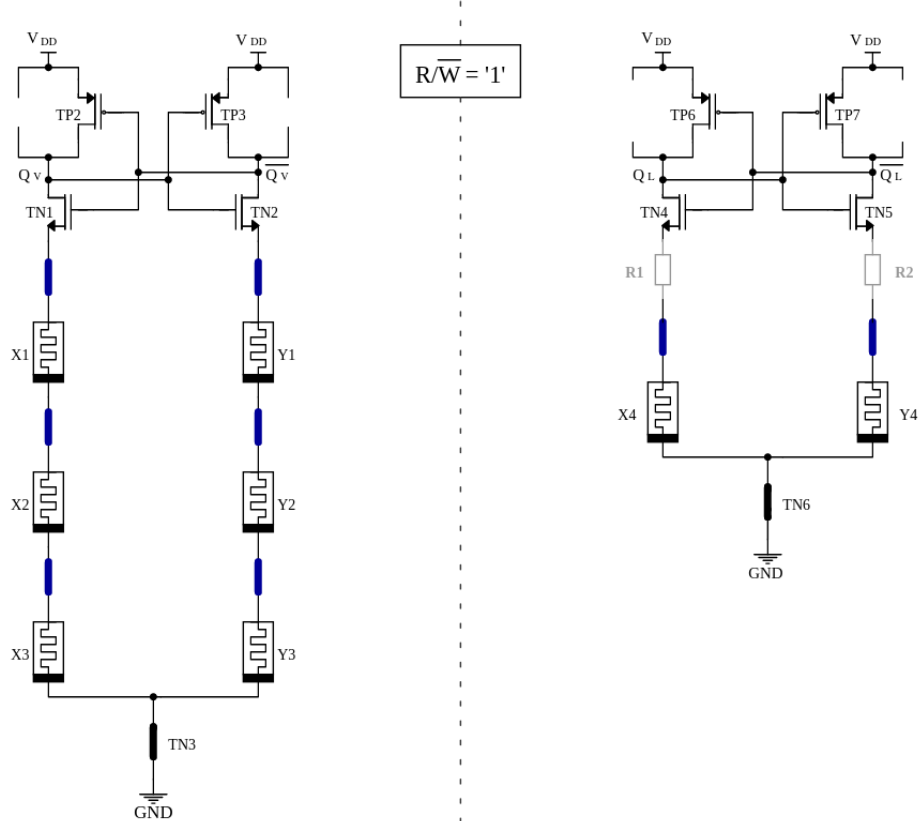 V DD
V DD
R/W̅ = '1'
V DD
V DD
TP2
TP3
TP6
TP7
Q V
Q̅ V̅
Q L
Q̅ L̅
TN1
TN2
TN4
TN5
R1
R2
X1
Y1
X4
Y4
X2
Y2
TN6
GND
X3
Y3
TN3
GND